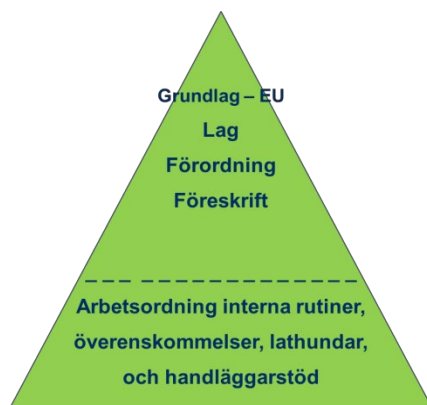 Grundlag – EU
Lag
Förordning
Föreskrift
Arbetsordning interna rutiner,
överenskommelser, lathundar,
och handläggarstöd